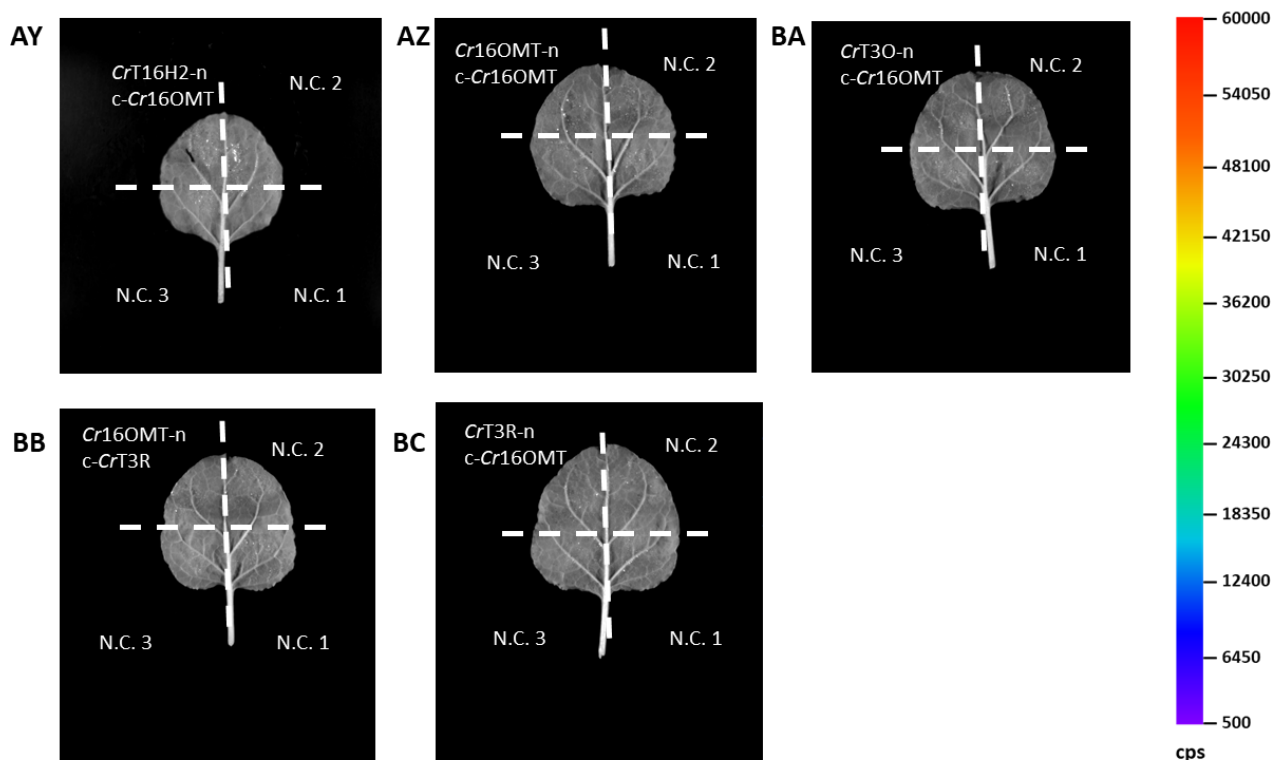 AY
CrT16H2-n
c-Cr16OMT
N.C. 2
N.C. 3
N.C. 1
AZ
Cr16OMT-n
c-Cr16OMT
N.C. 2
N.C. 3
N.C. 1
BA
CrT3O-n
c-Cr16OMT
N.C. 2
N.C. 3
N.C. 1
BB
Cr16OMT-n
c-CrT3R
N.C. 2
N.C. 3
N.C. 1
BC
CrT3R-n
c-Cr16OMT
N.C. 2
N.C. 3
N.C. 1
60000
54050
48100
42150
36200
30250
24300
18350
12400
6450
500
cps